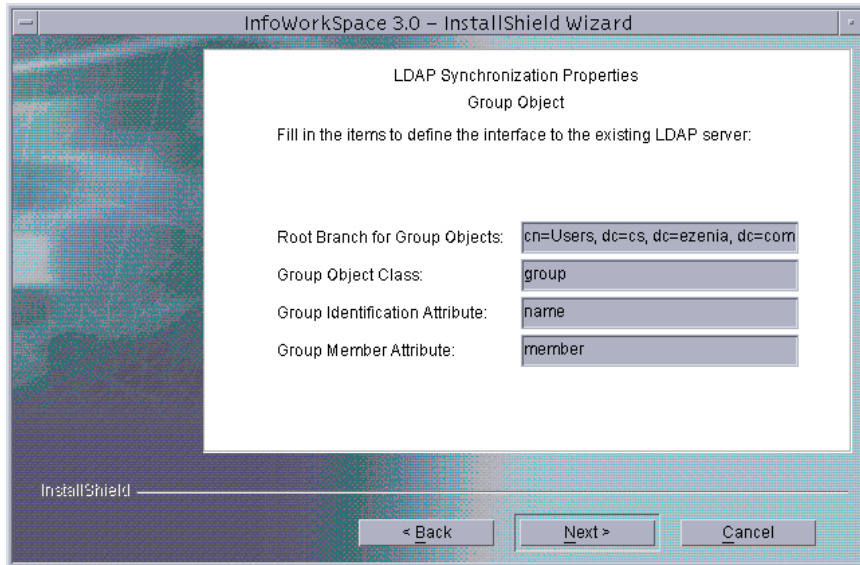 InfoWorkSpace 3.0 – InstallShield Wizard
LDAP Synchronization Properties
Group Object
Fill in the items to define the interface to the existing LDAP server:
Root Branch for Group Objects: cn=Users, dc=cs, dc=ezenia, dc=com
Group Object Class: group
Group Identification Attribute: name
Group Member Attribute: member
InstallShield
< Back Next > Cancel